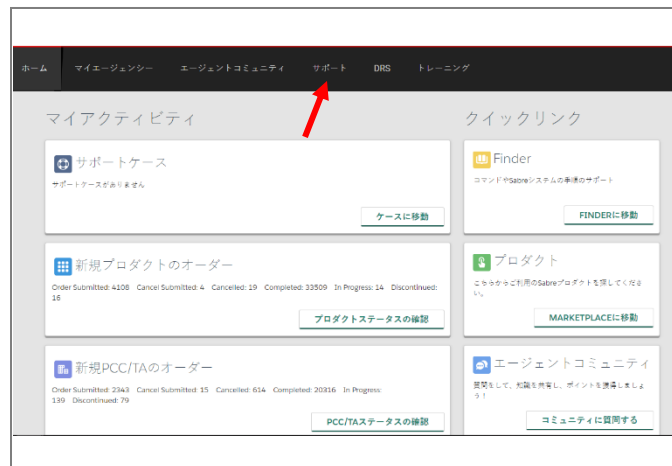 ホーム マイエージェンシー エージェントコミュニティ サポート DRS トレーニング
マイアクティビティ
サポートケース
サポートケースがありません
ケースに移動
新規プロダクトのオーダー
Order Submitted: 4108 Cancel Submitted: 4 Cancelled: 19 Completed: 33509 In Progress: 14 Discontinued:
16
プロダクトステータスの確認
新規PCC/TAのオーダー
Order Submitted: 2343 Cancel Submitted: 15 Cancelled: 614 Completed: 20316 In Progress:
139 Discontinued: 79
PCC/TAステータスの確認
クイックリンク
Finder
コマンドやSabreシステムの手順のサポート
FINDERに移動
プロダクト
こちらからご利用のSabreプロダクトを探してくださ
い。
MARKETPLACEに移動
エージェントコミュニティ
質問をして、知識を共有し、ポイントを獲得しましょ
う！
コミュニティに質問する